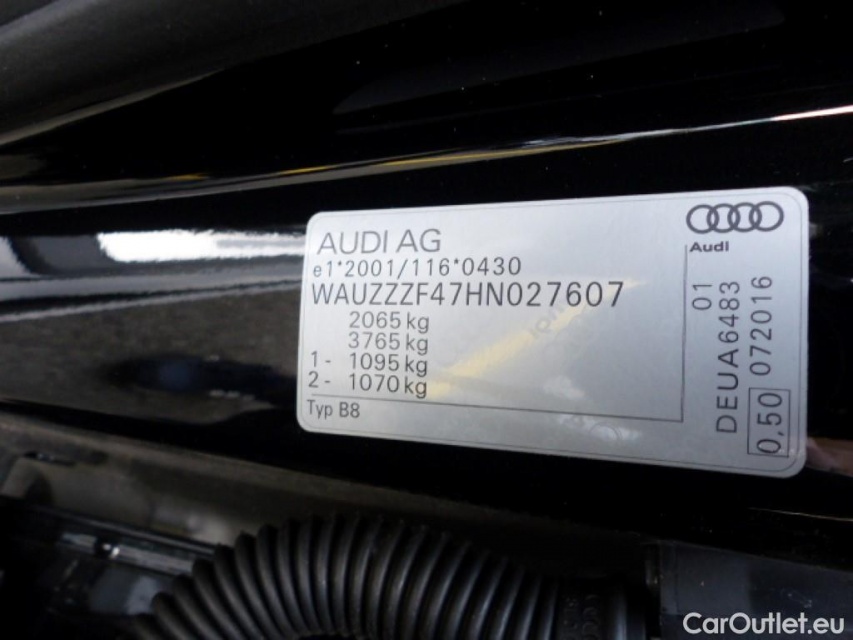 AUDI AG
e1*2001/116*0430
WAUZZZF47HN027607
2065 kg
3765 kg
1 - 1095 kg
2 - 1070 kg
Typ B8
Audi
DEUA6483 01
0,50 072016
CarOutlet.eu